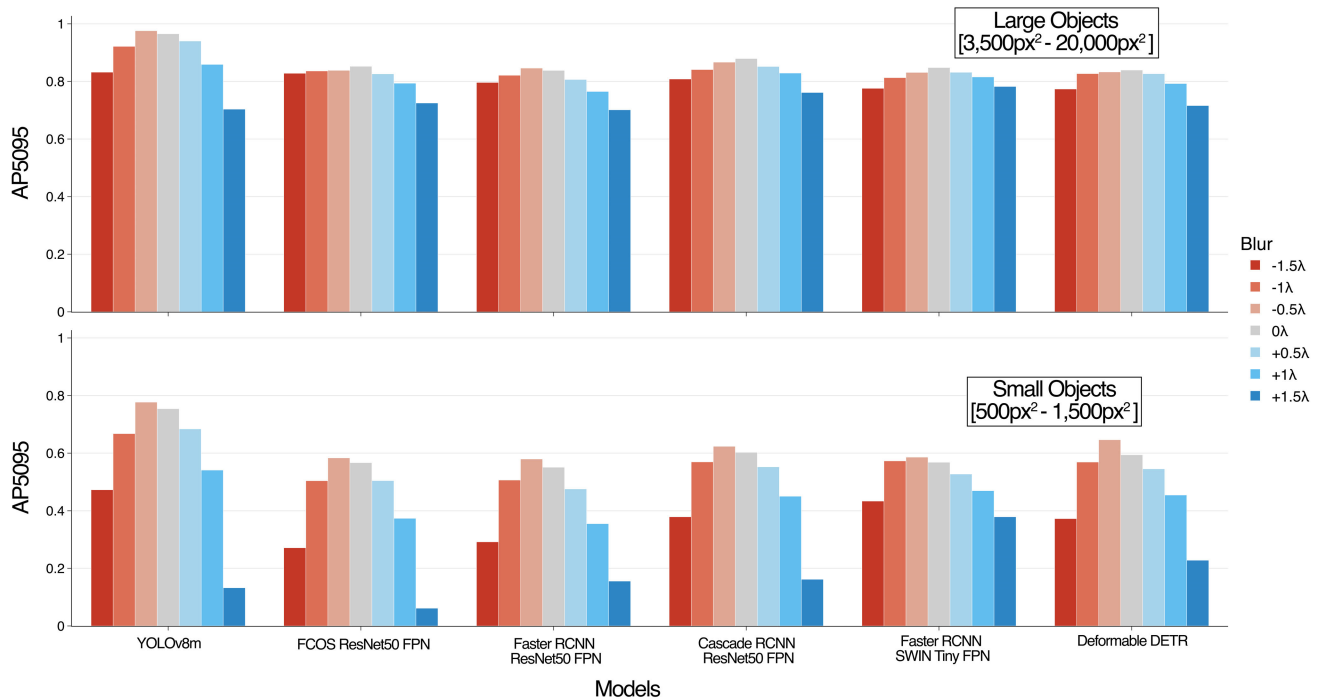 1
0.8
0.6
0.4
0.2
0
AP5095
Large Objects
[3,500px² - 20,000px²]
1
0.8
0.6
0.4
0.2
0
AP5095
Small Objects
[500px² - 1,500px²]
Blur
-1.5λ
-1λ
-0.5λ
0λ
+0.5λ
+1λ
+1.5λ
YOLOv8m
FCOS ResNet50 FPN
Faster RCNN
ResNet50 FPN
Cascade RCNN
ResNet50 FPN
Faster RCNN
SWIN Tiny FPN
Deformable DETR
Models